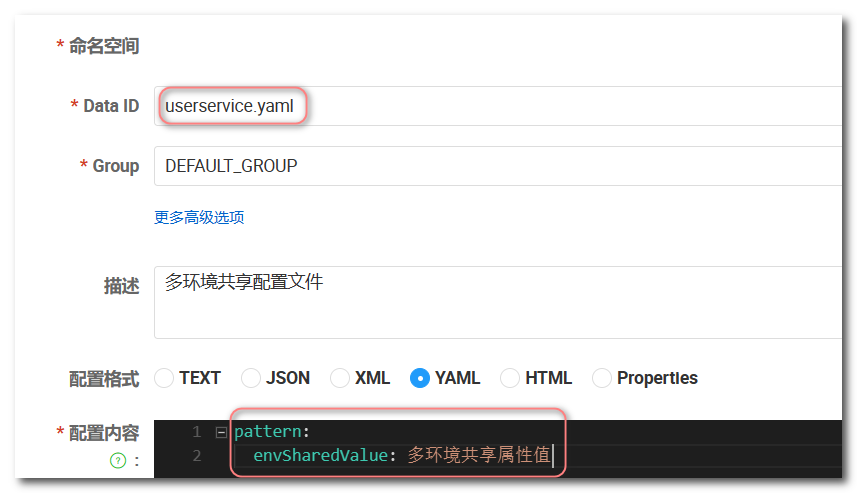 * 命名空间
* Data ID userservice.yaml
* Group DEFAULT_GROUP
更多高级选项
描述 多环境共享配置文件
配置格式 TEXT JSON XML YAML HTML Properties
* 配置内容 1 pattern:
? : 2 envSharedValue: 多环境共享属性值